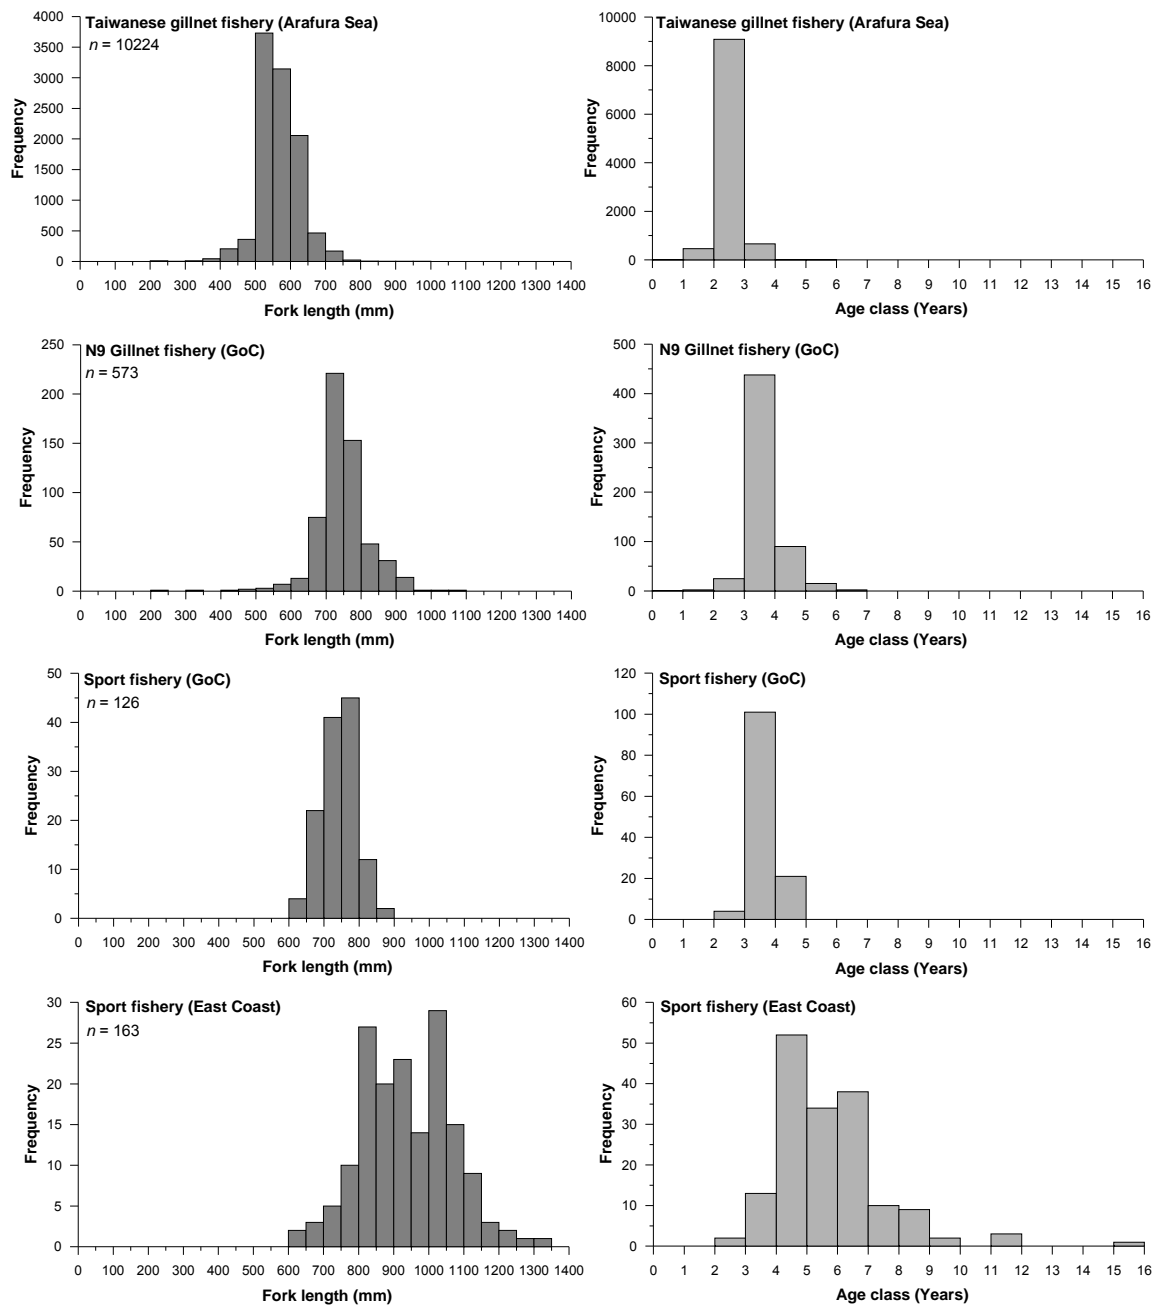 Taiwanese gillnet fishery (Arafura Sea)
n = 10224
Frequency
4000
3500
3000
2500
2000
1500
1000
500
0
0 100 200 300 400 500 600 700 800 900 1000 1100 1200 1300 1400
Fork length (mm)
Taiwanese gillnet fishery (Arafura Sea)
Frequency
10000
8000
6000
4000
2000
0
0 1 2 3 4 5 6 7 8 9 10 11 12 13 14 15 16
Age class (Years)
N9 Gillnet fishery (GoC)
n = 573
Frequency
250
200
150
100
50
0
0 100 200 300 400 500 600 700 800 900 1000 1100 1200 1300 1400
Fork length (mm)
N9 Gillnet fishery (GoC)
Frequency
500
400
300
200
100
0
0 1 2 3 4 5 6 7 8 9 10 11 12 13 14 15 16
Age class (Years)
Sport fishery (GoC)
n = 126
Frequency
50
40
30
20
10
0
0 100 200 300 400 500 600 700 800 900 1000 1100 1200 1300 1400
Fork length (mm)
Sport fishery (GoC)
Frequency
120
100
80
60
40
20
0
0 1 2 3 4 5 6 7 8 9 10 11 12 13 14 15 16
Age class (Years)
Sport fishery (East Coast)
n = 163
Frequency
30
25
20
15
10
5
0
0 100 200 300 400 500 600 700 800 900 1000 1100 1200 1300 1400
Fork length (mm)
Sport fishery (East Coast)
Frequency
60
50
40
30
20
10
0
0 1 2 3 4 5 6 7 8 9 10 11 12 13 14 15 16
Age class (Years)